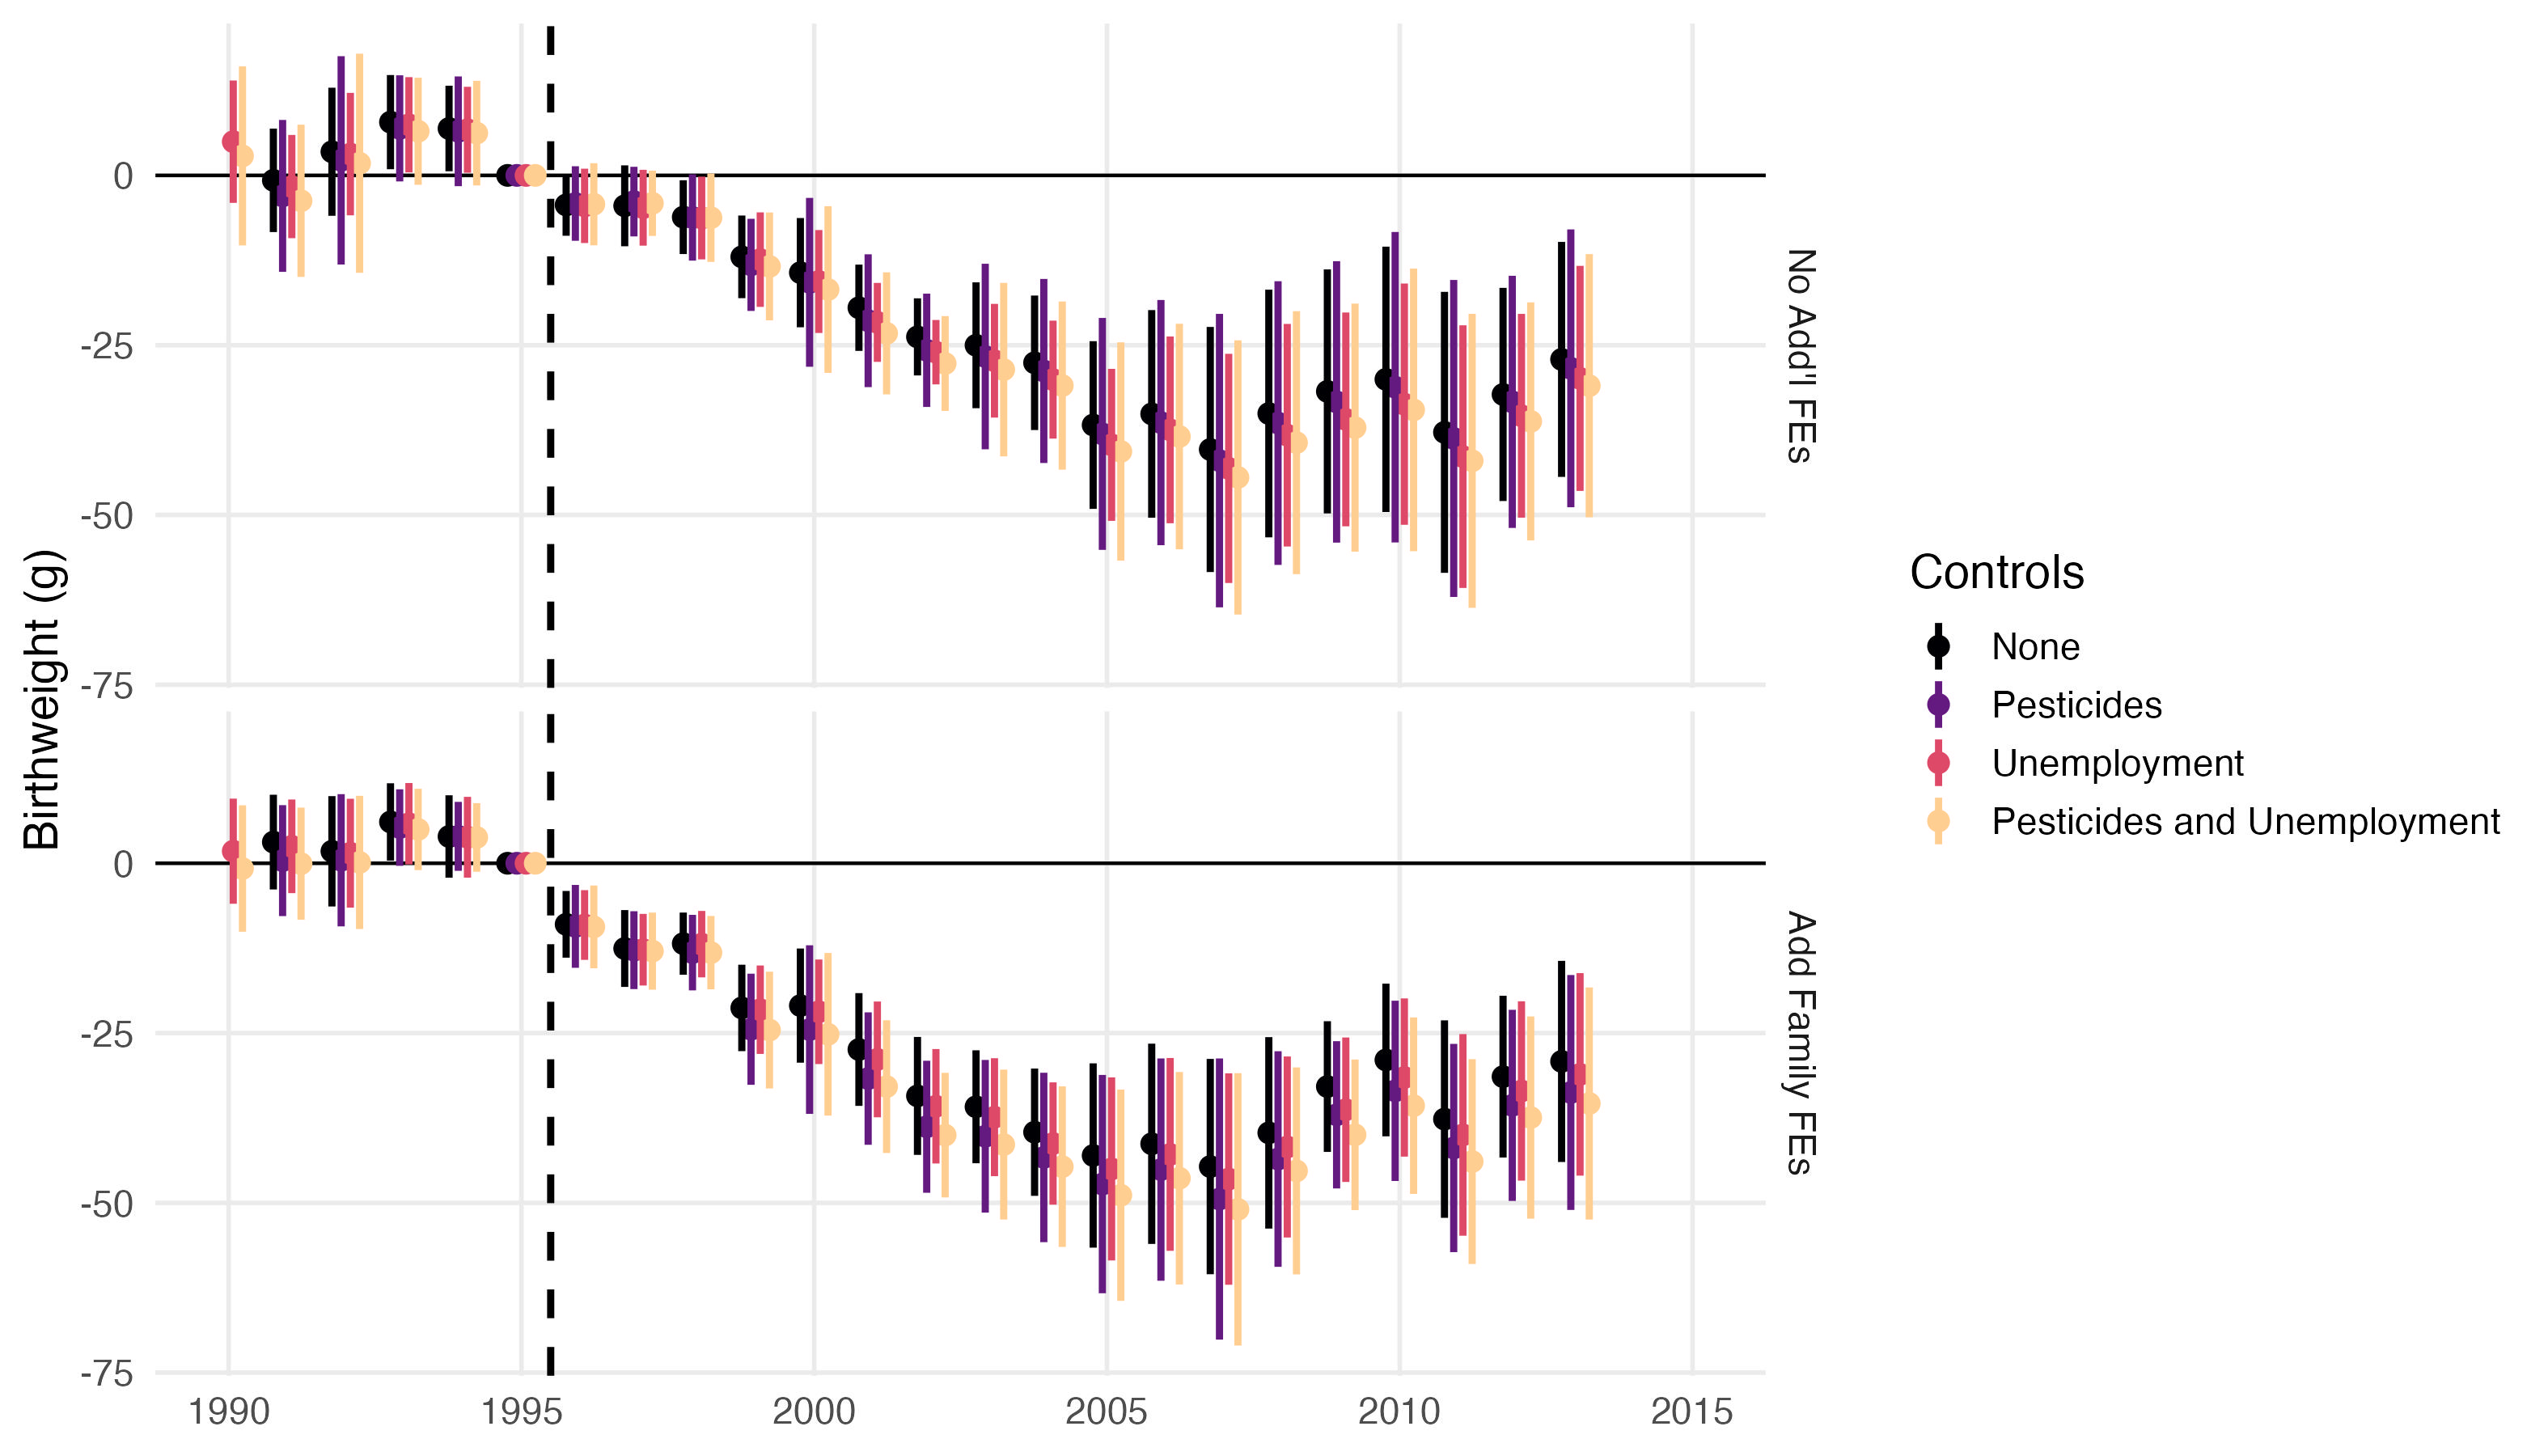 Birthweight (g)
0
-25
-50
-75
No Add'l FEs
0
-25
-50
-75
Add Family FEs
1990 1995 2000 2005 2010 2015
Controls
None
Pesticides
Unemployment
Pesticides and Unemployment